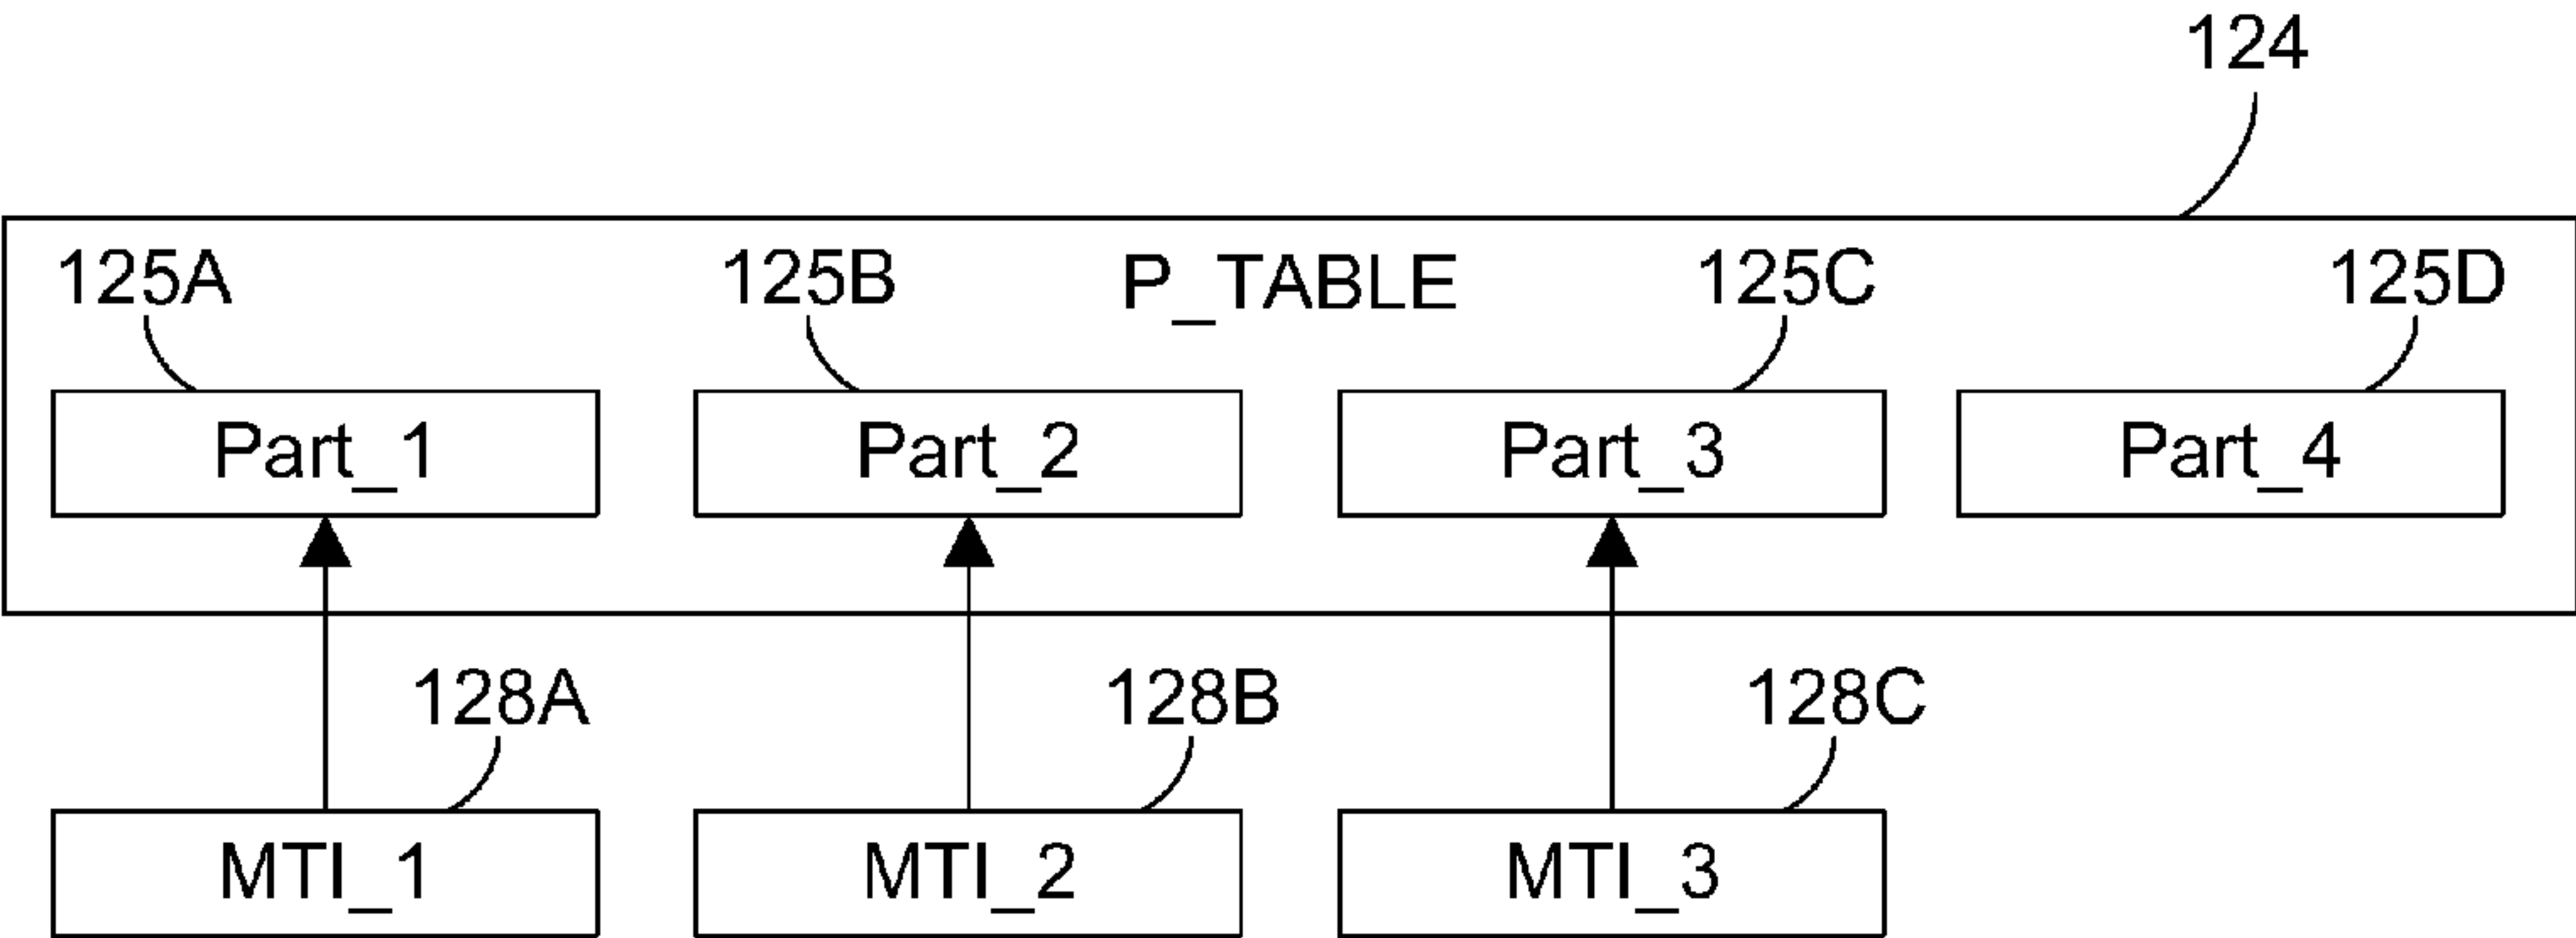 124
125A 125B P_TABLE 125C 125D
Part_1 Part_2 Part_3 Part_4
128A 128B 128C
MTI_1 MTI_2 MTI_3